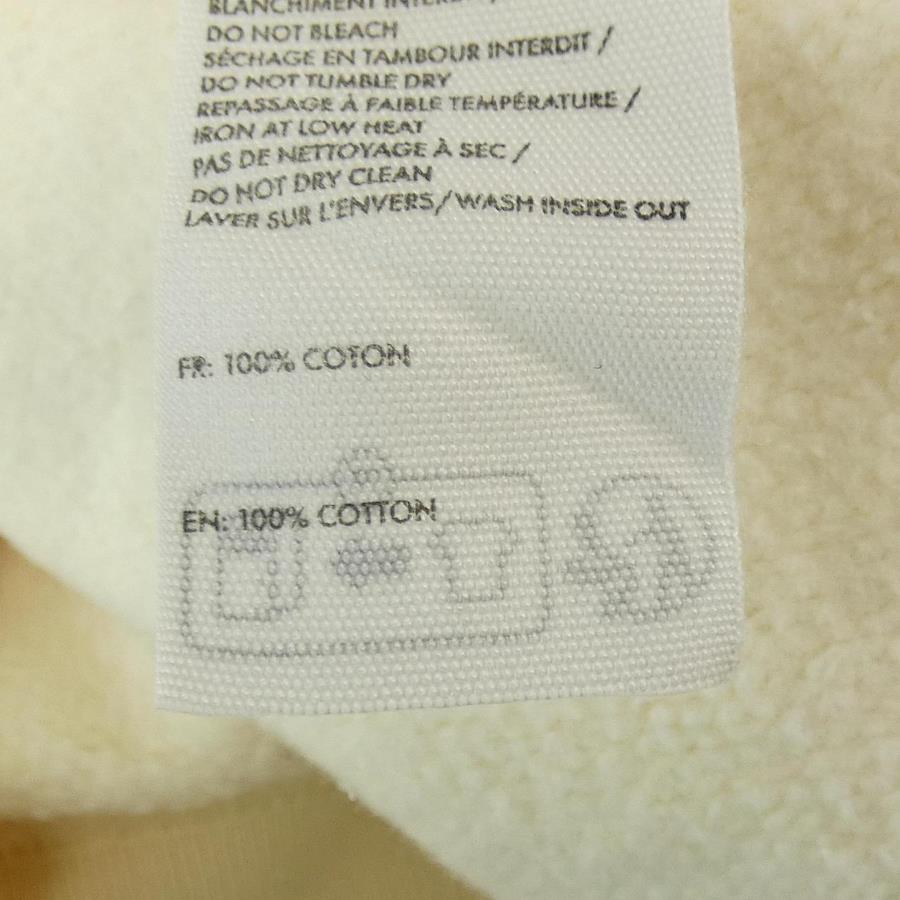 BLANCHIMENT INTERDIT /
DO NOT BLEACH
SÉCHAGE EN TAMBOUR INTERDIT /
DO NOT TUMBLE DRY
REPASSAGE À FAIBLE TEMPÉRATURE /
IRON AT LOW HEAT
PAS DE NETTOYAGE À SEC /
DO NOT DRY CLEAN
LAVER SUR L'ENVERS/WASH INSIDE OUT
FR: 100% COTON
EN: 100% COTTON